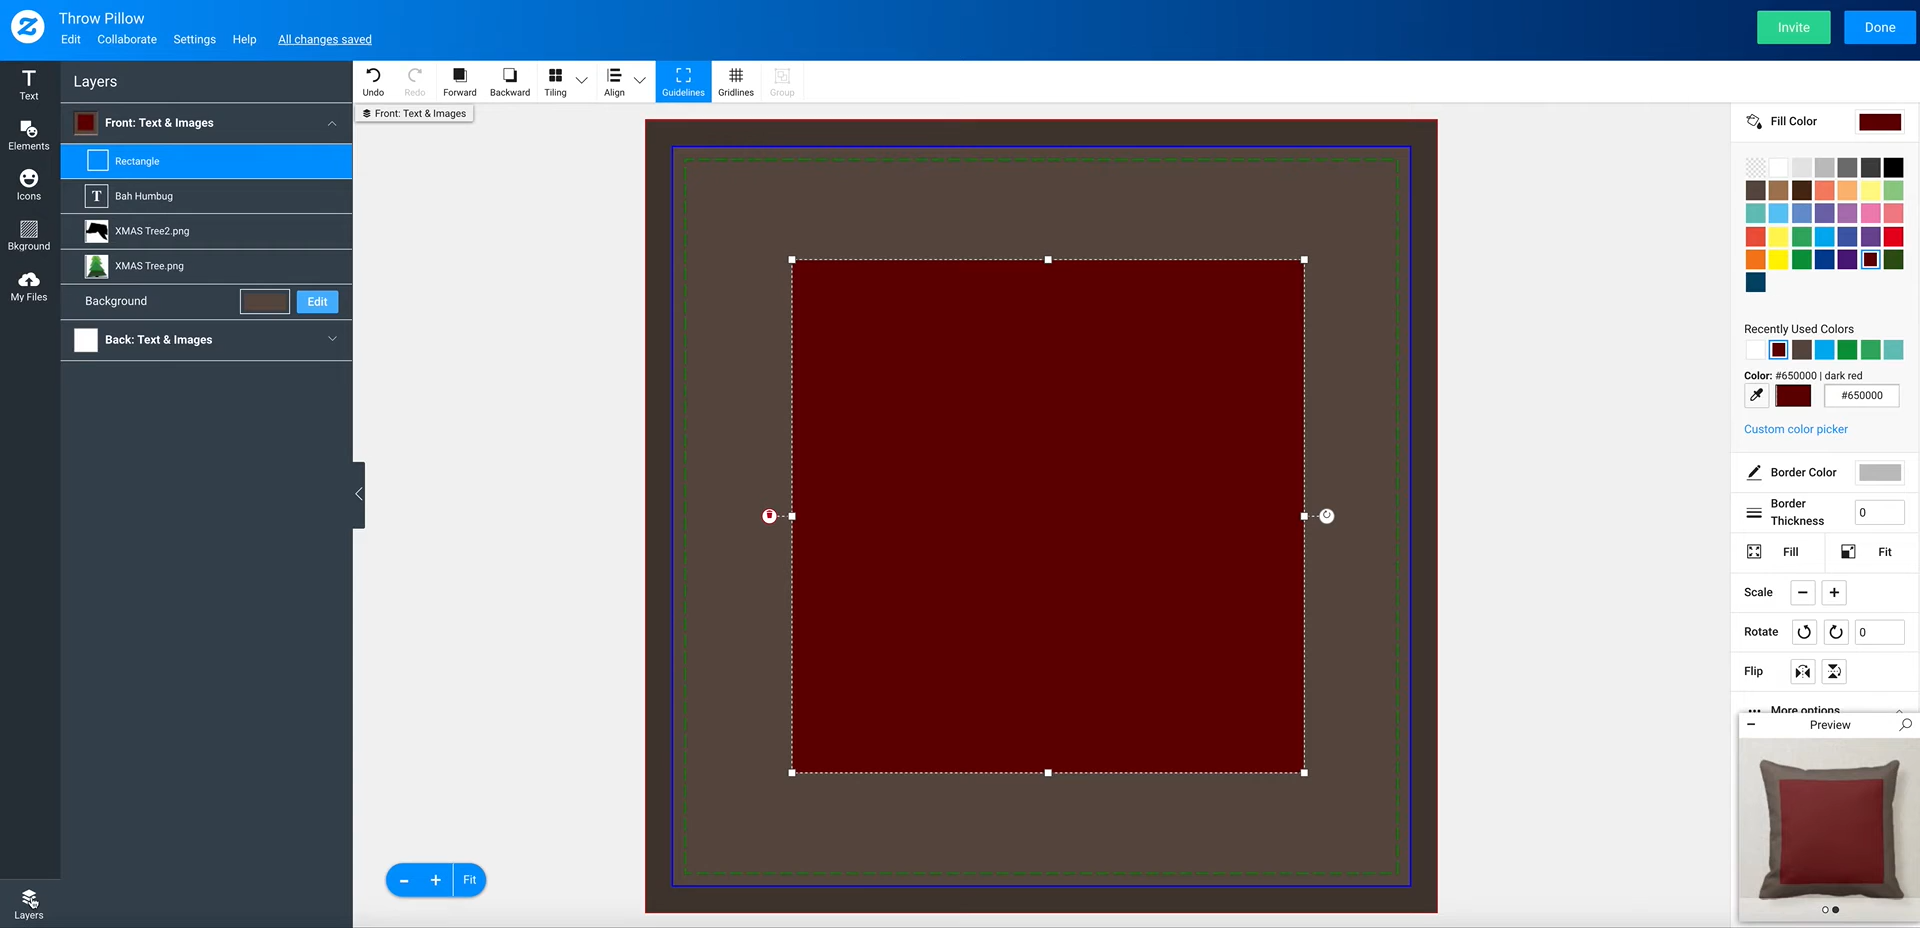 Throw Pillow
Edit Collaborate Settings Help All changes saved
Invite Done
Text
Elements
Icons
Bkground
My Files
Layers
Layers
Front: Text & Images
Rectangle
T Bah Humbug
XMAS Tree2.png
XMAS Tree.png
Background Edit
Back: Text & Images
Undo Redo Forward Backward Tiling Align Guidelines Gridlines Group
Front: Text & Images
- + Fit
Fill Color
Recently Used Colors
Color: #650000 | dark red
#650000
Custom color picker
Border Color
Border
Thickness 0
Fill Fit
Scale - +
Rotate 0
Flip
More options
Preview